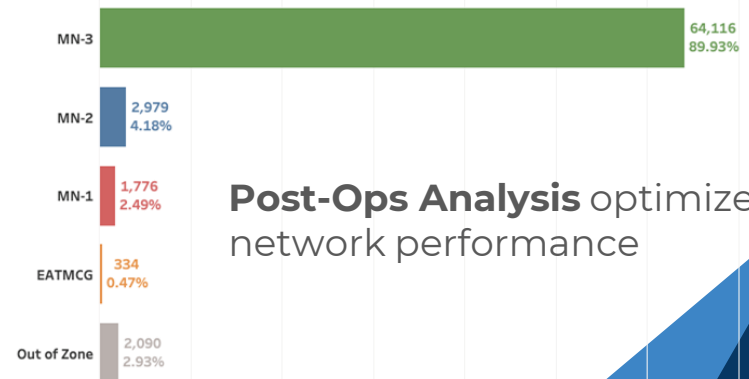 MN-3
64,116
89.93%
MN-2
2,979
4.18%
MN-1
1,776
2.49%
Post-Ops Analysis optimize
network performance
EATMCG
334
0.47%
Out of Zone
2,090
2.93%